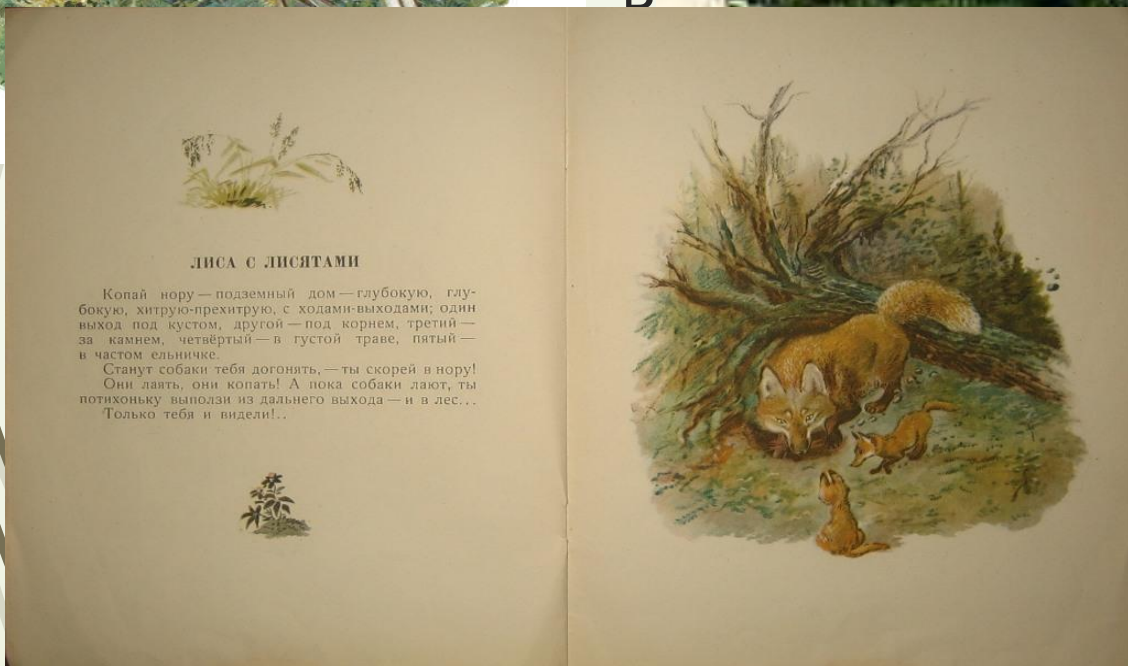 ЛИСА С ЛИСЯТАМИ
Копай нору — подземный дом — глубокую, глу-
бокую, хитрую-прехитрую, с ходами-выходами; один
выход под кустом, другой — под корнем, третий —
за камнем, четвёртый — в густой траве, пятый —
в частом ельничке.
Станут собаки тебя догонять, — ты скорей в нору!
Они лаять, они копать! А пока собаки лают, ты
потихоньку выползи из дальнего выхода — и в лес...
Только тебя и видели!..